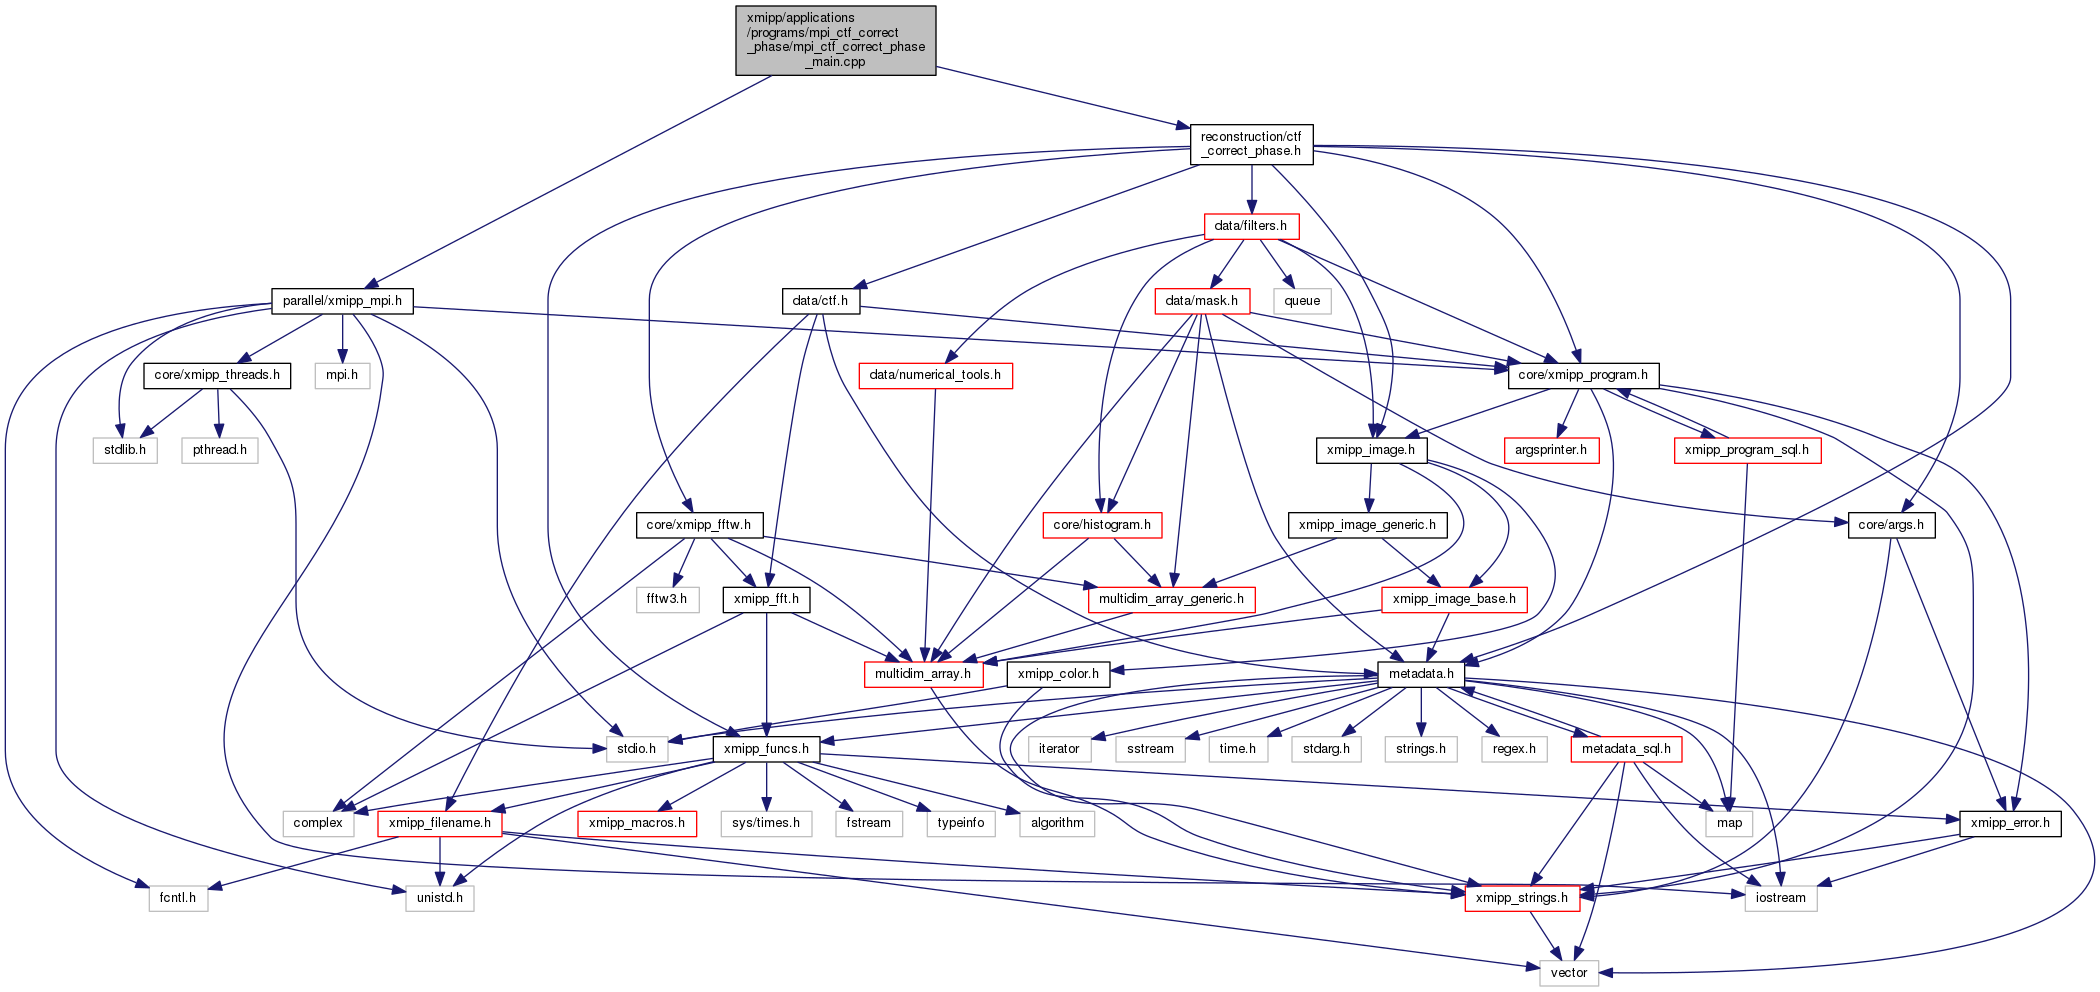 xmipp/applications
/programs/mpi_ctf_correct
_phase/mpi_ctf_correct_phase
_main.cpp
reconstruction/ctf
_correct_phase.h
data/filters.h
parallel/xmipp_mpi.h
data/ctf.h
data/mask.h
queue
core/xmipp_threads.h
mpi.h
data/numerical_tools.h
core/xmipp_program.h
stdlib.h
pthread.h
xmipp_image.h
argsprinter.h
xmipp_program_sql.h
core/xmipp_fftw.h
core/histogram.h
xmipp_image_generic.h
core/args.h
fftw3.h
xmipp_fft.h
multidim_array_generic.h
xmipp_image_base.h
multidim_array.h
xmipp_color.h
metadata.h
stdio.h
xmipp_funcs.h
iterator
sstream
time.h
stdarg.h
strings.h
regex.h
metadata_sql.h
complex
xmipp_filename.h
xmipp_macros.h
sys/times.h
fstream
typeinfo
algorithm
map
xmipp_error.h
fcntl.h
unistd.h
xmipp_strings.h
iostream
vector